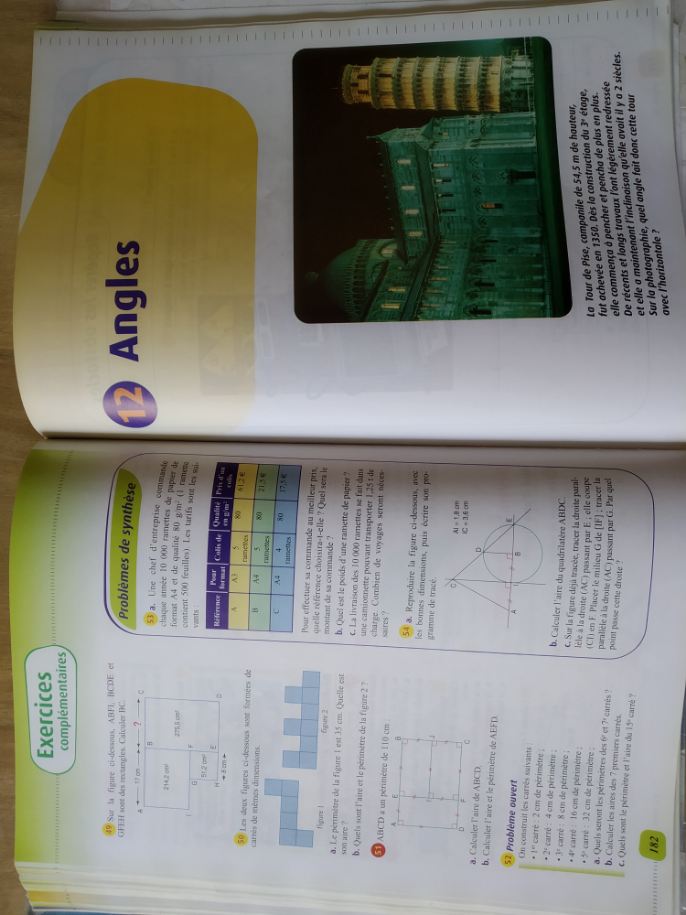 Exercices
complémentaires
49 Sur la figure ci-dessous, ABFI, BCDE et
GFEH sont des rectangles. Calculer BC.
A 17 cm ? C
B
214,2 cm²
275,5 cm²
I F
G
51,2 cm²
H E D
8 cm
50 Les deux figures ci-dessous sont formées de
carrés de mêmes dimensions.
figure 1 figure 2
a. Le périmètre de la figure 1 est 35 cm. Quelle est
son aire ?
b. Quels sont l'aire et le périmètre de la figure 2 ?
51 ABCD a un périmètre de 110 cm
A E B
D F C
a. Calculer l'aire de ABCD.
b. Calculer l'aire et le périmètre de AEFD.
52 Problème ouvert
On construit les carrés suivants :
• 1er carré : 2 cm de périmètre ;
• 2e carré : 4 cm de périmètre ;
• 3e carré : 8 cm de périmètre ;
• 4e carré : 16 cm de périmètre ;
• 5e carré : 32 cm de périmètre ;
a. Quels seront les périmètres des 6e et 7e carrés ?
b. Calculer les aires des 7 premiers carrés.
c. Quels sont le périmètre et l'aire du 15e carré ?
182
Problèmes de synthèse
53 a. Une chef d'entreprise commande
chaque année 10 000 ramettes de papier de
format A4 et de qualité 80 g/m² (1 ramette
contient 500 feuilles). Les tarifs sont les sui-
vants
Référence Pour format Colis de Qualité en g/m² Prix d'un colis
A A3 5 ramettes 80 41,2 €
B A4 5 ramettes 80 21,5 €
C A4 4 ramettes 80 17,5 €
Pour effectuer sa commande au meilleur prix,
quelle référence choisira-t-elle ? Quel sera le
montant de sa commande ?
b. Quel est le poids d'une ramette de papier ?
c. La livraison des 10 000 ramettes se fait dans
une camionnette pouvant transporter 1,25 t de
charge. Combien de voyages seront néces-
saires ?
54 a. Reproduire la figure ci-dessous, avec
les bonnes dimensions, puis écrire son pro-
gramme de tracé.
AI = 1,8 cm
IC = 3,6 cm
C
D
A I B E
b. Calculer l'aire du quadrilatère ABDC.
c. Sur la figure déjà tracée, tracer la droite paral-
lèle à la droite (AC) passant par E ; elle coupe
(CI) en F. Placer le milieu G de [IF] ; tracer la
parallèle à la droite (AC) passant par G. Par quel
point passe cette droite ?
12 Angles
La Tour de Pise, campanile de 54,5 m de hauteur,
fut achevée en 1350. Dès la construction du 3e étage,
elle commença à pencher et pencha de plus en plus.
De récents et longs travaux l'ont légèrement redressée
et elle a maintenant l'inclinaison qu'elle avait il y a 2 siècles.
Sur la photographie, quel angle fait donc cette tour
avec l'horizontale ?